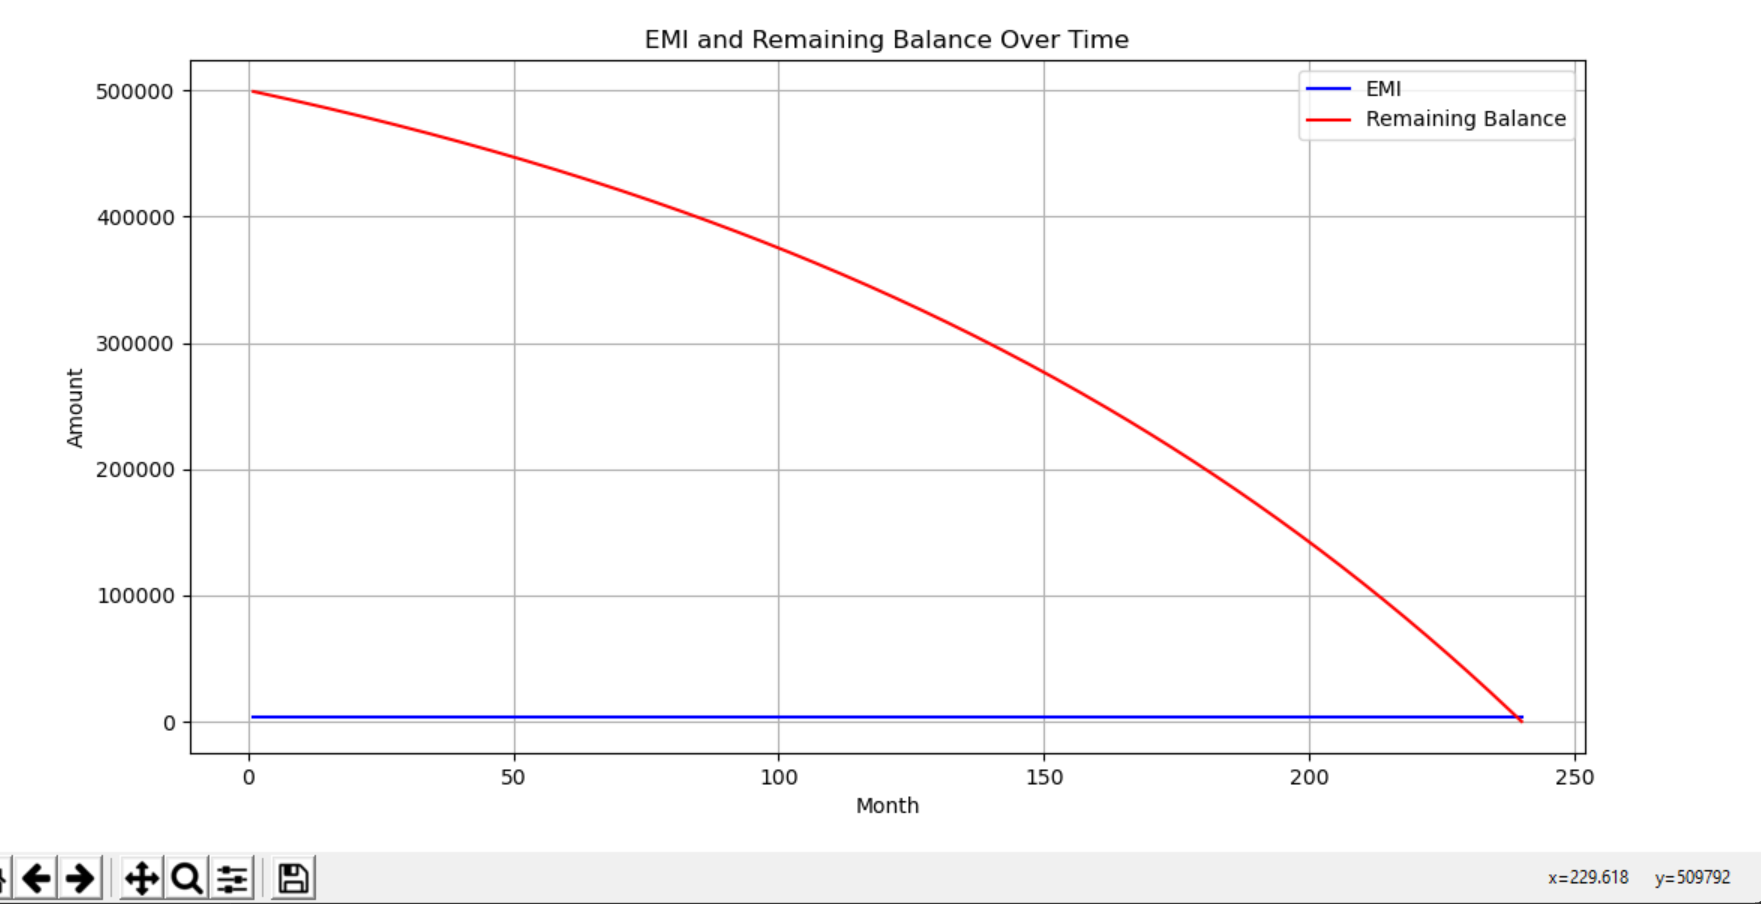 EMI and Remaining Balance Over Time
EMI
Remaining Balance
500000
400000
300000
200000
100000
0
Amount
0 50 100 150 200 250
Month
x=229.618 y=509792